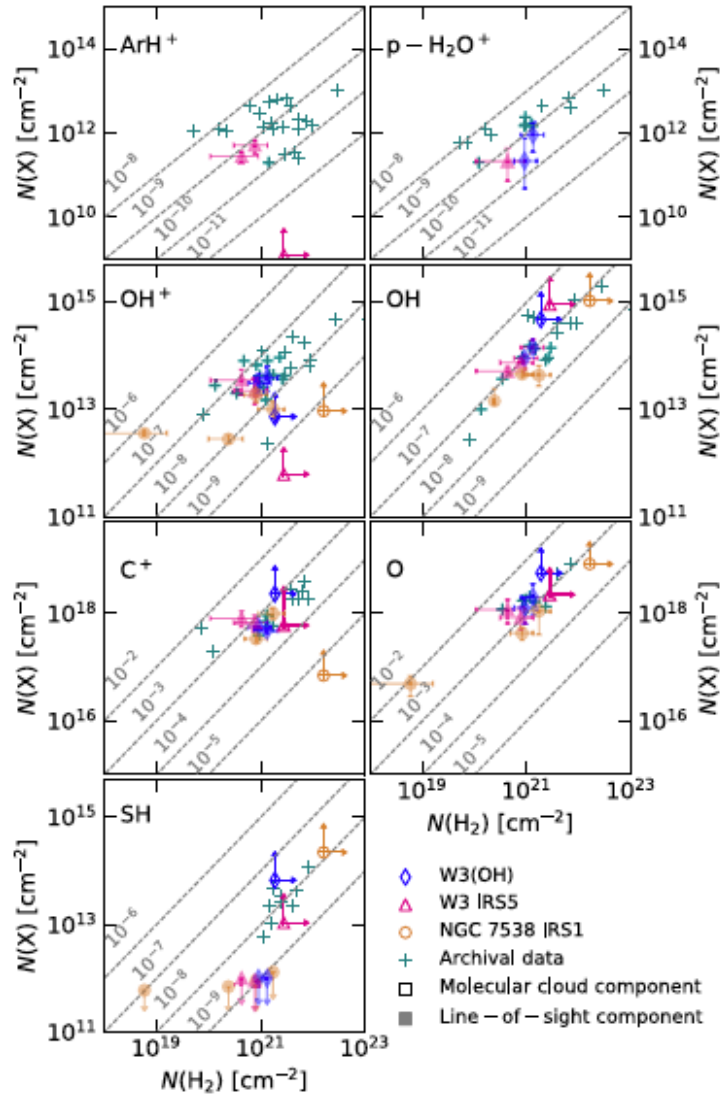 ArH⁺
p − H₂O⁺
N(X) [cm⁻²]
10¹⁴
10¹²
10¹⁰
10⁻⁸
10⁻⁹
10⁻¹⁰
10⁻¹¹
10⁻⁸
10⁻⁹
10⁻¹⁰
10⁻¹¹
10¹⁴
10¹²
10¹⁰
N(X) [cm⁻²]
OH⁺
OH
N(X) [cm⁻²]
10¹⁵
10¹³
10¹¹
10⁻⁶
10⁻⁷
10⁻⁸
10⁻⁹
10⁻⁶
10⁻⁷
10⁻⁸
10⁻⁹
10¹⁵
10¹³
10¹¹
N(X) [cm⁻²]
C⁺
O
N(X) [cm⁻²]
10¹⁸
10¹⁶
10⁻²
10⁻³
10⁻⁴
10⁻⁵
10⁻²
10⁻³
10⁻⁴
10⁻⁵
10¹⁸
10¹⁶
N(X) [cm⁻²]
10¹⁹ 10²¹ 10²³
N(H₂) [cm⁻²]
SH
N(X) [cm⁻²]
10¹⁵
10¹³
10¹¹
10⁻⁶
10⁻⁷
10⁻⁸
10⁻⁹
10¹⁹ 10²¹ 10²³
N(H₂) [cm⁻²]
W3(OH)
W3 IRS5
NGC 7538 IRS1
Archival data
Molecular cloud component
Line − of − sight component